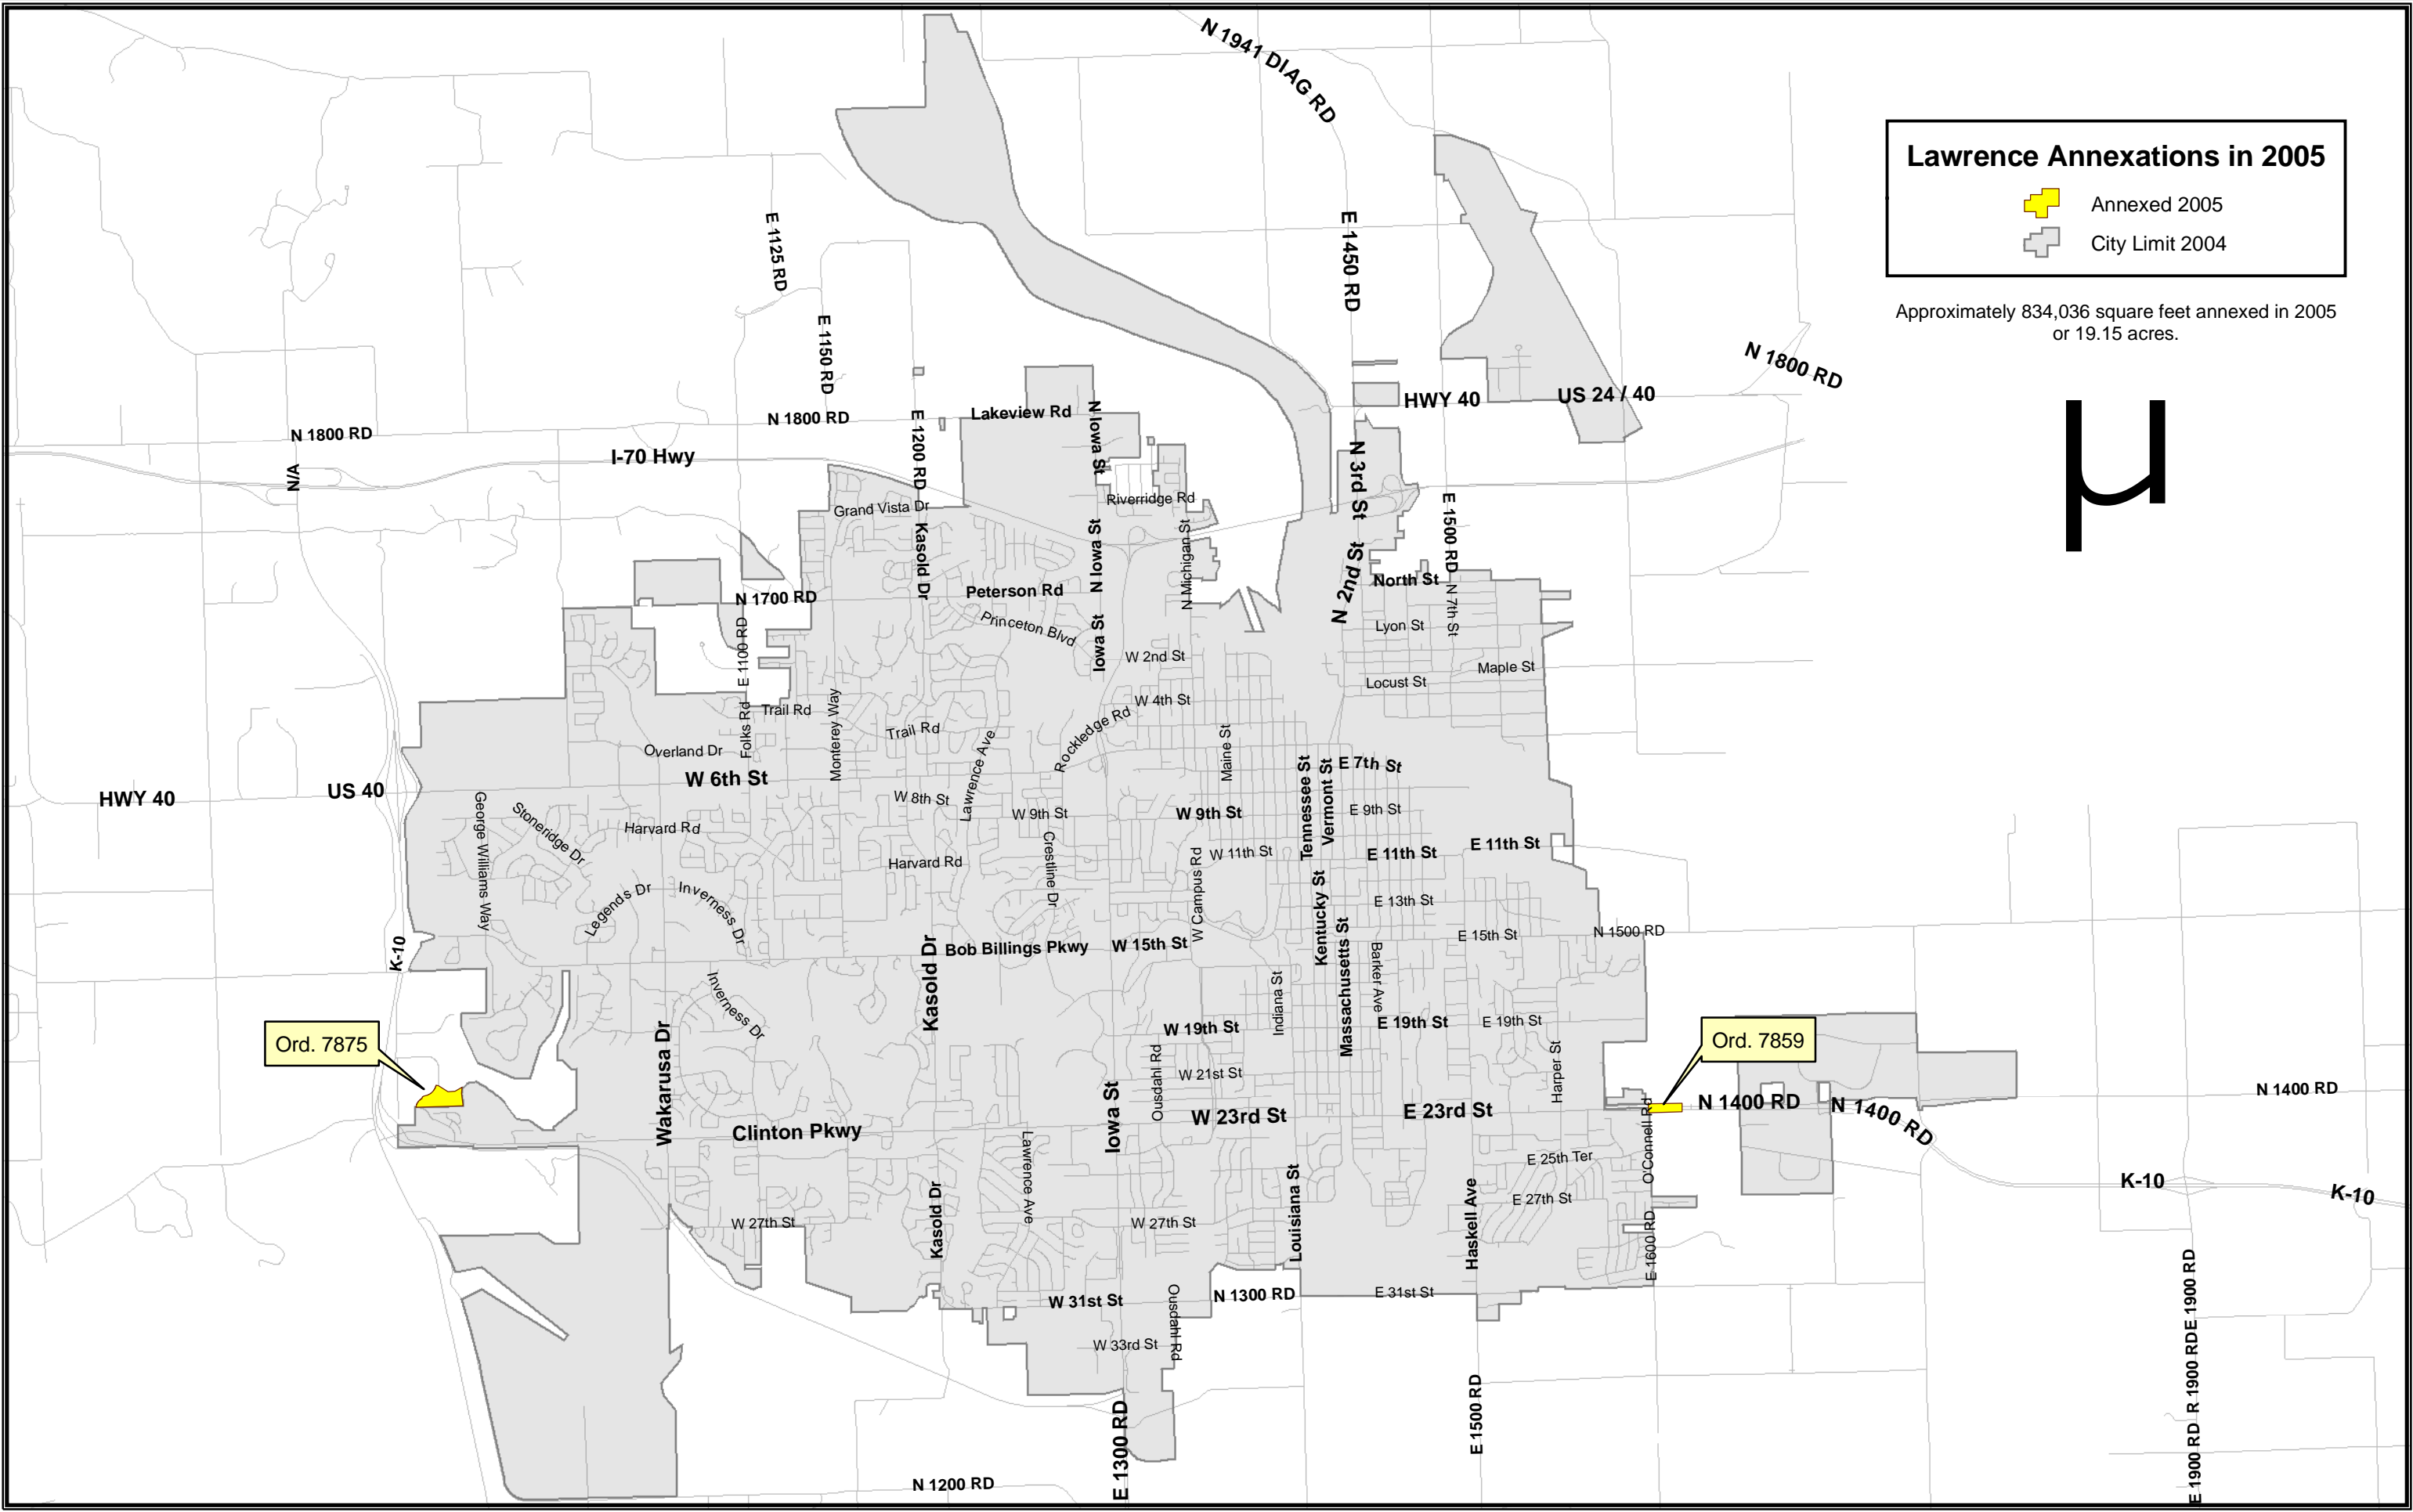 Lawrence Annexations in 2005
Annexed 2005
City Limit 2004
Approximately 834,036 square feet annexed in 2005
or 19.15 acres.
µ
N 1941 DIAG RD
E 1450 RD
E 1125 RD
E 1150 RD
N 1800 RD
HWY 40
US 24 / 40
N 1800 RD
N 1800 RD
E 1200 RD
Lakeview Rd
N Iowa St
I-70 Hwy
N/A
N 3rd St
Riverridge Rd
Grand Vista Dr
Kasold Dr
N Iowa St
N Michigan St
E 1500 RD
N 2nd St
North St
N 7th St
Peterson Rd
N 1700 RD
Princeton Blvd
Iowa St
Lyon St
E 1100 RD
W 2nd St
Maple St
Locust St
W 4th St
Trail Rd
Folks Rd
Monterey Way
Trail Rd
Rockledge Rd
Lawrence Ave
Maine St
Overland Dr
W 6th St
Tennessee St
Vermont St
E 7th St
HWY 40
US 40
W 8th St
W 9th St
W 9th St
E 9th St
George Williams Way
Stoneridge Dr
Harvard Rd
Harvard Rd
Crestline Dr
W 11th St
E 11th St
E 11th St
W Campus Rd
Legends Dr
Inverness Dr
Kentucky St
E 13th St
Massachusetts St
K-10
Kasold Dr
Bob Billings Pkwy
W 15th St
E 15th St
N 1500 RD
Barker Ave
Inverness Dr
Indiana St
Wakarusa Dr
W 19th St
E 19th St
E 19th St
Ord. 7875
Ord. 7859
Ousdahl Rd
W 21st St
Harper St
Iowa St
W 23rd St
E 23rd St
N 1400 RD
N 1400 RD
N 1400 RD
Clinton Pkwy
O'Connell Rd
Lawrence Ave
E 25th Ter
Louisiana St
Haskell Ave
E 27th St
K-10
K-10
Kasold Dr
W 27th St
W 27th St
E 1600 RD
W 31st St
Ousdahl Rd
N 1300 RD
E 31st St
W 33rd St
E 1300 RD
E 1500 RD
N 1200 RD
E 1900 RD R 1900 RDE 1900 RD